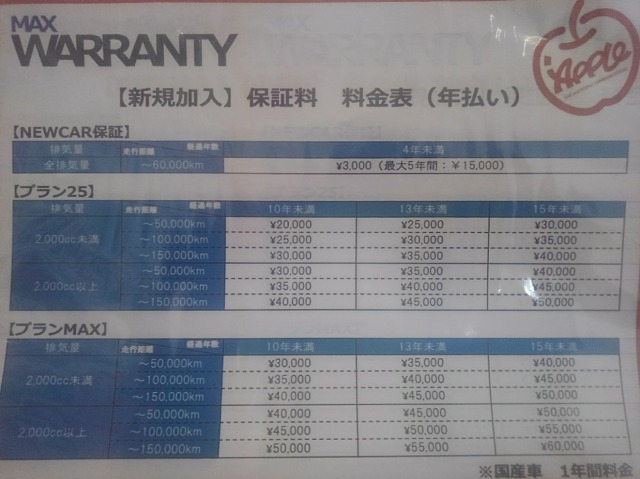 MAX
WARRANTY
Apple
【新規加入】保証料 料金表（年払い）
【NEWCAR保証】
排気量 走行距離 経過年数 4年未満
全排気量 ～60,000km ¥3,000（最大5年間：￥15,000）
【プラン25】
排気量 走行距離 経過年数 10年未満 13年未満 15年未満
2,000cc未満
～50,000km ¥20,000 ¥25,000 ¥30,000
～100,000km ¥25,000 ¥30,000 ¥35,000
～150,000km ¥30,000 ¥35,000 ¥40,000
2,000cc以上
～50,000km ¥30,000 ¥35,000 ¥40,000
～100,000km ¥35,000 ¥40,000 ¥45,000
～150,000km ¥40,000 ¥45,000 ¥50,000
【プランMAX】
排気量 走行距離 経過年数 10年未満 13年未満 15年未満
2,000cc未満
～50,000km ¥30,000 ¥35,000 ¥40,000
～100,000km ¥35,000 ¥40,000 ¥45,000
～150,000km ¥40,000 ¥45,000 ¥50,000
2,000cc以上
～50,000km ¥40,000 ¥45,000 ¥50,000
～100,000km ¥45,000 ¥50,000 ¥55,000
～150,000km ¥50,000 ¥55,000 ¥60,000
※国産車 1年間料金